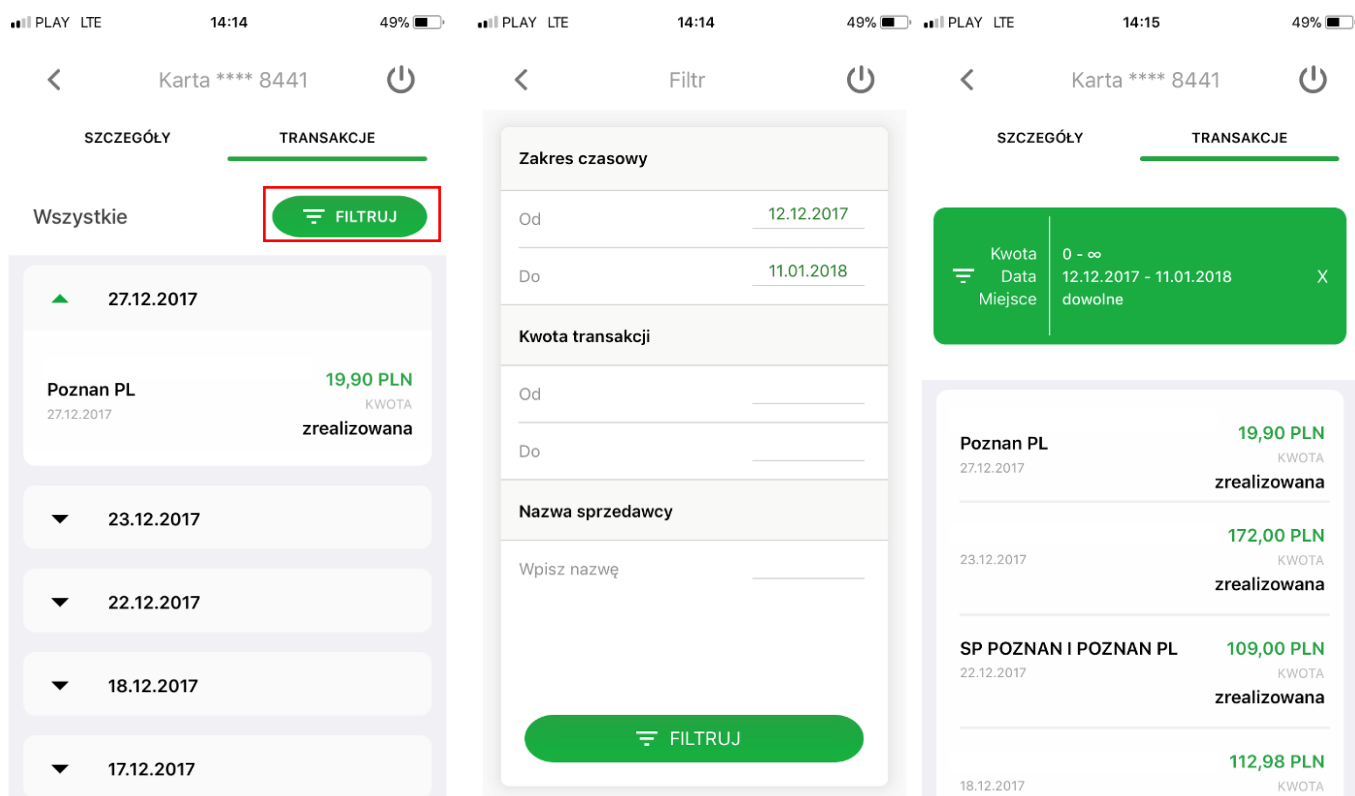 PLAY LTE 14:14 49%
Karta **** 8441
SZCZEGÓŁY TRANSAKCJE
Wszystkie FILTRUJ
27.12.2017
Poznan PL 19,90 PLN
27.12.2017 KWOTA
zrealizowana
23.12.2017
22.12.2017
18.12.2017
17.12.2017
PLAY LTE 14:14 49%
Filtr
Zakres czasowy
Od 12.12.2017
Do 11.01.2018
Kwota transakcji
Od
Do
Nazwa sprzedawcy
Wpisz nazwę
FILTRUJ
PLAY LTE 14:15 49%
Karta **** 8441
SZCZEGÓŁY TRANSAKCJE
Kwota 0 - ∞
Data 12.12.2017 - 11.01.2018 X
Miejsce dowolne
Poznan PL 19,90 PLN
27.12.2017 KWOTA
zrealizowana
172,00 PLN
23.12.2017 KWOTA
zrealizowana
SP POZNAN I POZNAN PL 109,00 PLN
22.12.2017 KWOTA
zrealizowana
112,98 PLN
18.12.2017 KWOTA